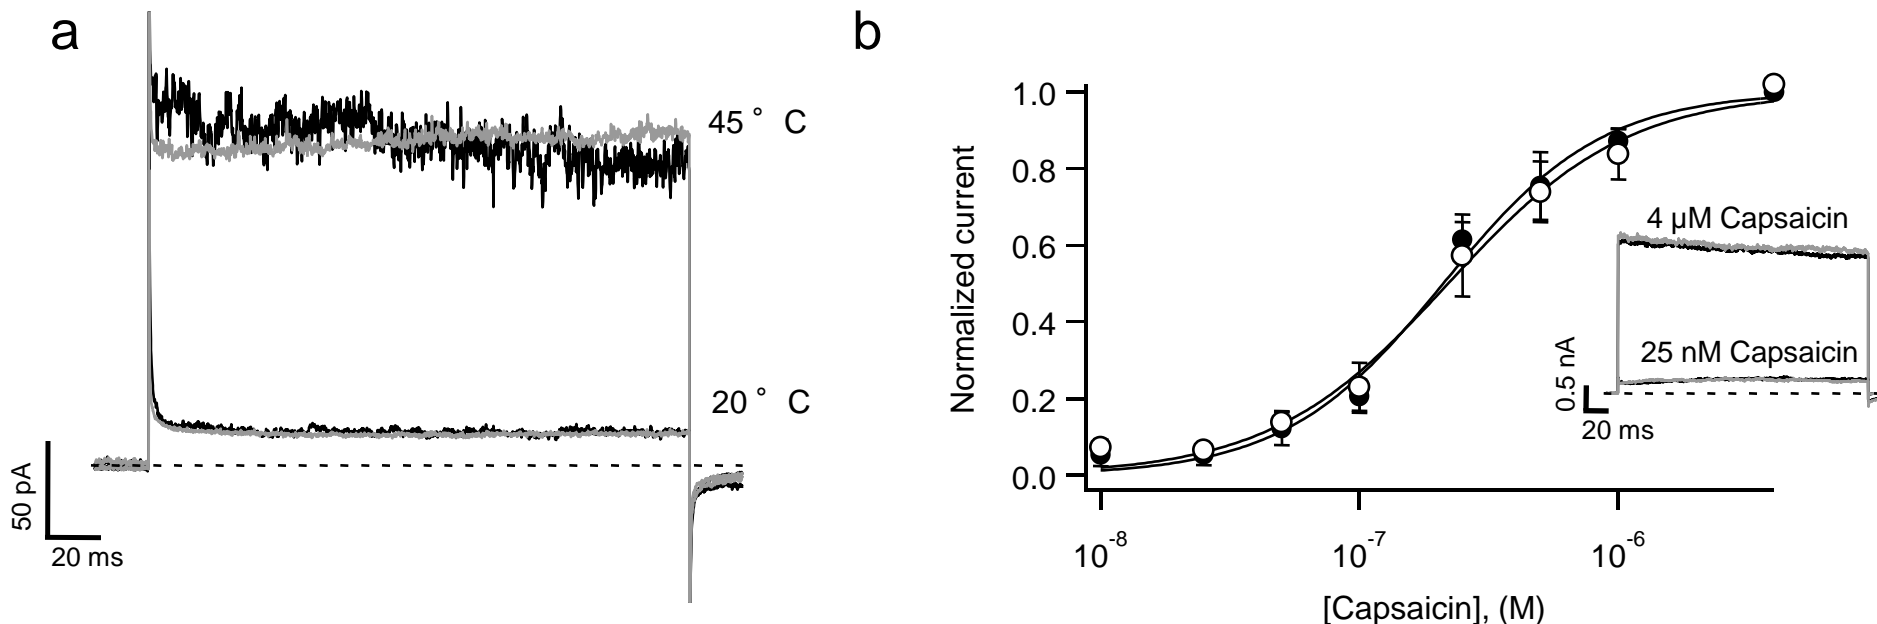 a
45 ° C
20 ° C
50 pA
20 ms
b
Normalized current
1.0
0.8
0.6
0.4
0.2
0.0
10-8
10-7
10-6
[Capsaicin], (M)
4 µM Capsaicin
25 nM Capsaicin
0.5 nA
20 ms